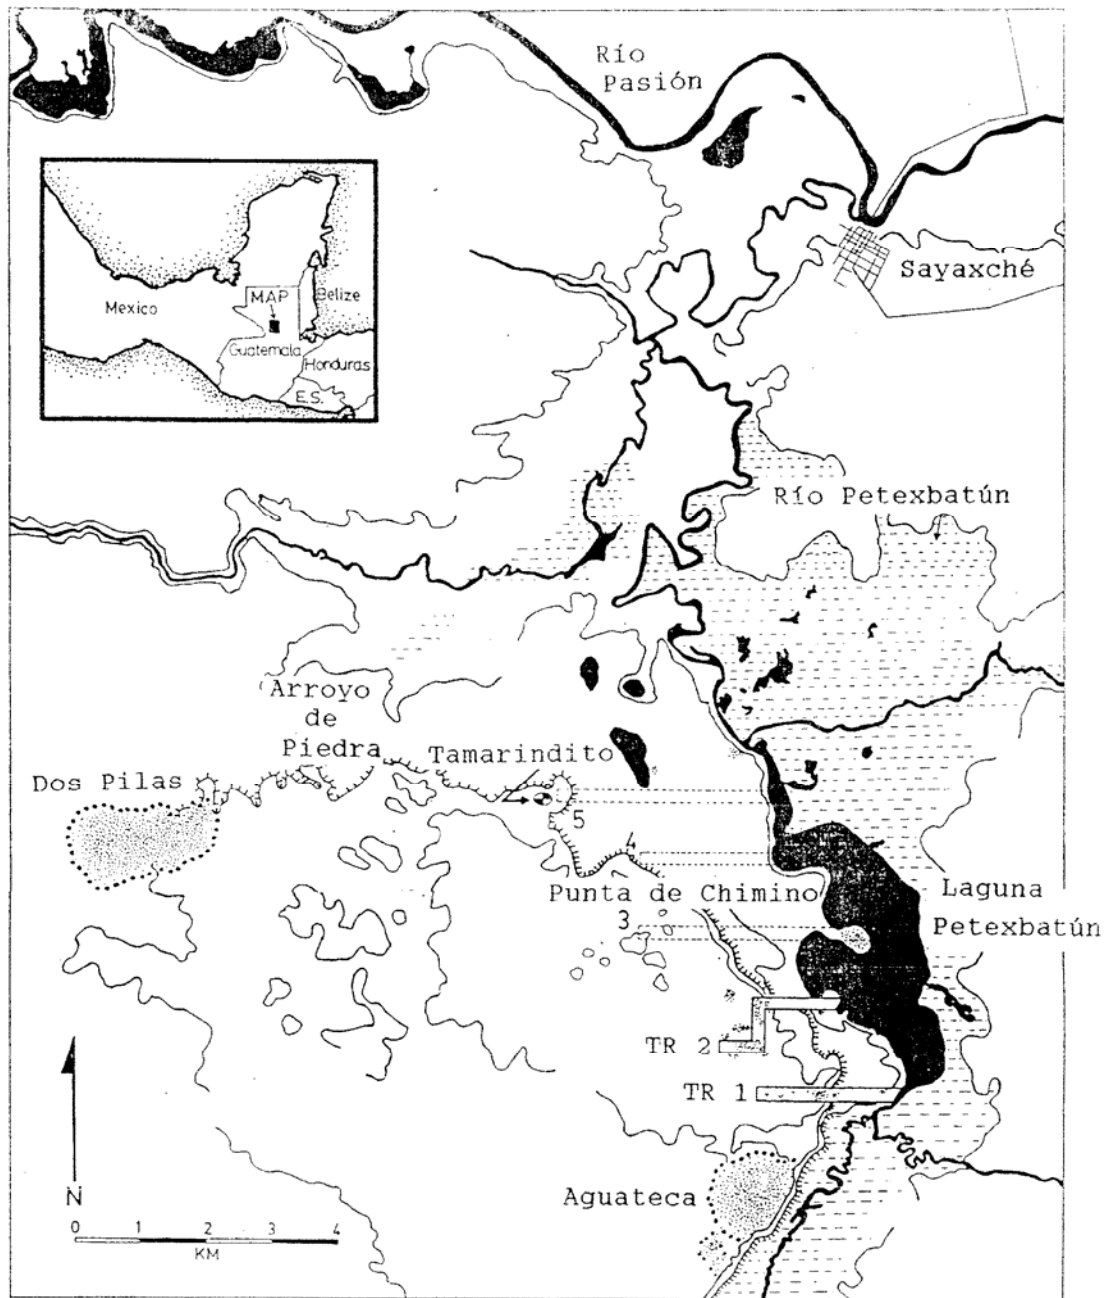 Río
Pasión
Sayaxché
MAP
Mexico
Belize
Guatemala
Honduras
E.S.
Río Petexbatún
Arroyo
de
Piedra
Tamarindito
Dos Pilas
5
4
Punta de Chimino
3
Laguna
Petexbatún
TR 2
TR 1
Aguateca
N
0 1 2 3 4
KM